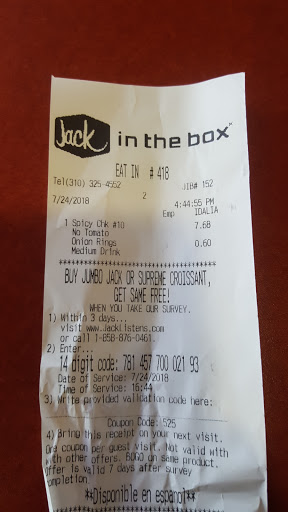 Jack in the box™
EAT IN # 418
Tel(310) 325-4552 JIB# 152
7/24/2018 2 4:44:55 PM
Emp IDALIA
1 Spicy Chk #10 7.68
No Tomato
Onion Rings 0.60
Medium Drink
BUY JUMBO JACK OR SUPREME CROISSANT,
GET SAME FREE!
WHEN YOU TAKE OUR SURVEY.
1) Within 3 days...
visit www.JackListens.com
or call 1-858-876-0461.
2) Enter...
14 digit code: 781 457 700 021 93
Date of Service: 7/24/2018
Time of Service: 16:44
3) Write provided validation code here:
Coupon Code: 525
4) Bring this receipt on your next visit.
One coupon per guest visit. Not valid with
with other offers. BOGO on same product.
Offer is valid 7 days after survey
completion
**Disponible en espanol**